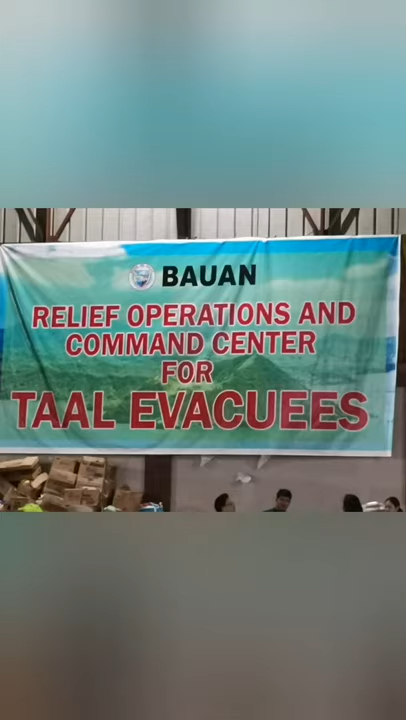 BAUAN
RELIEF OPERATIONS AND
COMMAND CENTER
FOR
TAAL EVACUEES